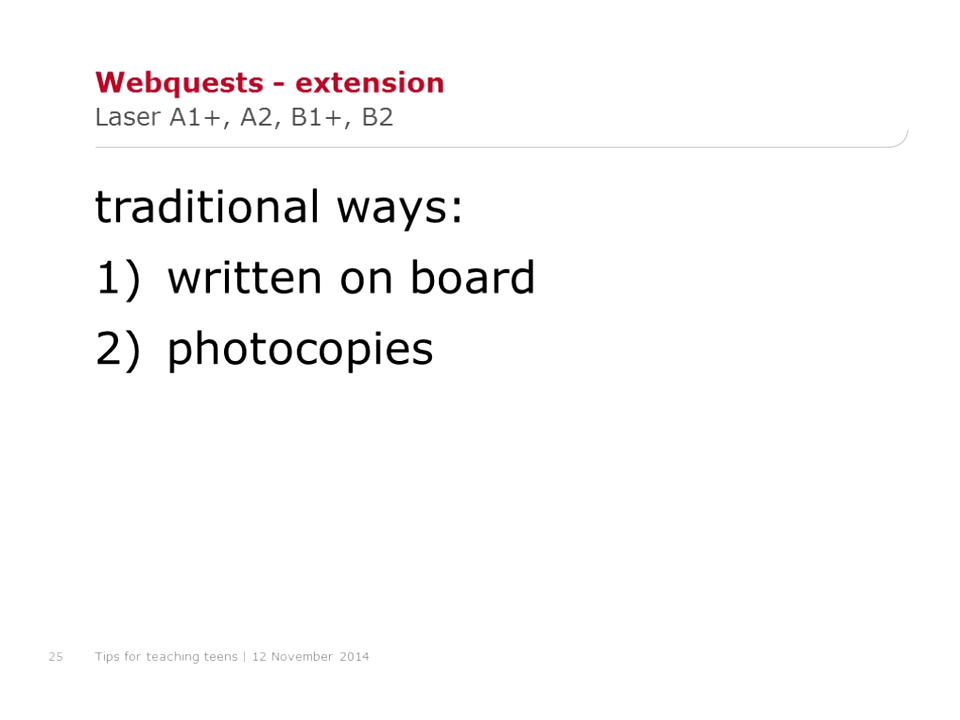 Webquests - extension
Laser A1+, A2, B1+, B2
traditional ways:
1) written on board
2) photocopies
25 Tips for teaching teens | 12 November 2014